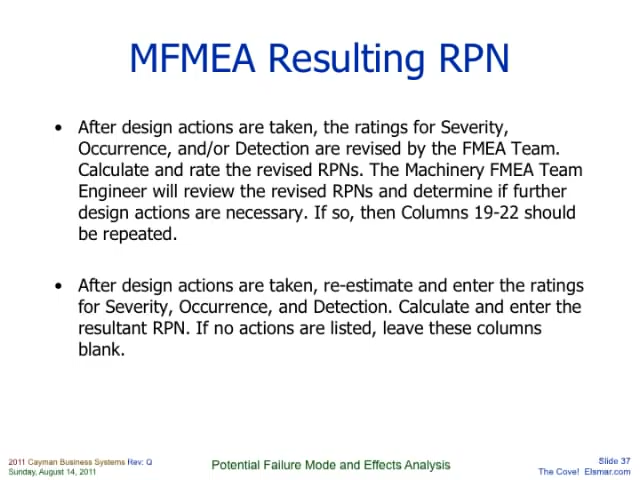 MFMEA Resulting RPN
• After design actions are taken, the ratings for Severity,
Occurrence, and/or Detection are revised by the FMEA Team.
Calculate and rate the revised RPNs. The Machinery FMEA Team
Engineer will review the revised RPNs and determine if further
design actions are necessary. If so, then Columns 19-22 should
be repeated.
• After design actions are taken, re-estimate and enter the ratings
for Severity, Occurrence, and Detection. Calculate and enter the
resultant RPN. If no actions are listed, leave these columns
blank.
2011 Cayman Business Systems Rev: Q
Sunday, August 14, 2011
Potential Failure Mode and Effects Analysis
Slide 37
The Cove! Elsmar.com